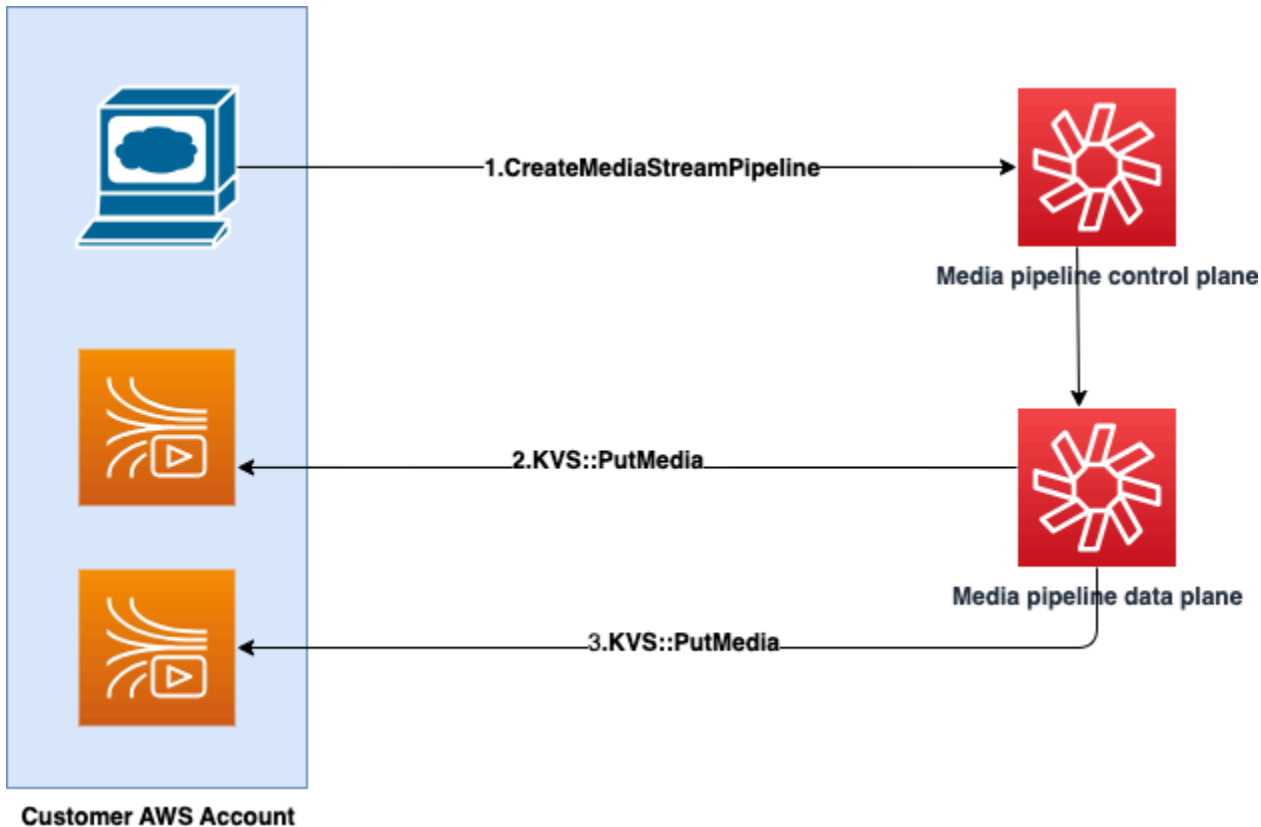 1.CreateMediaStreamPipeline
Media pipeline control plane
2.KVS::PutMedia
Media pipeline data plane
3.KVS::PutMedia
Customer AWS Account